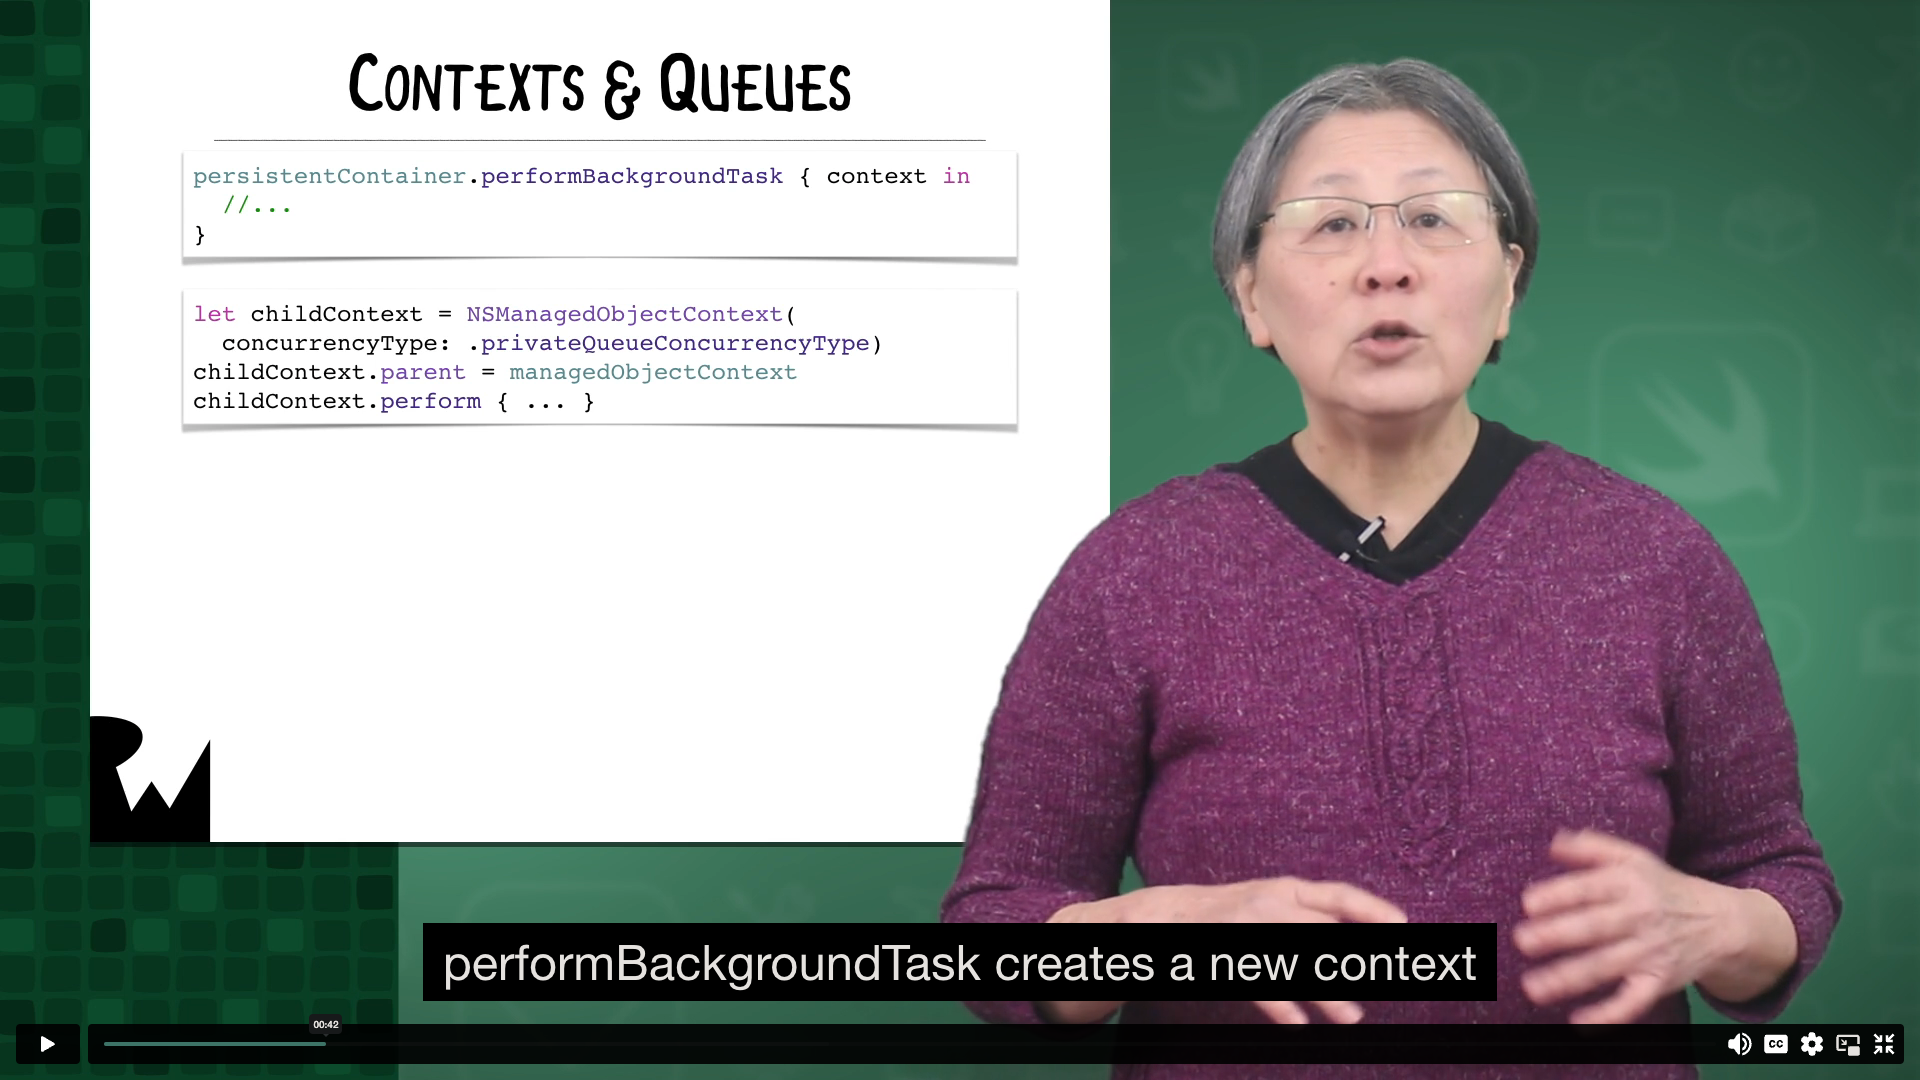 CONTEXTS & QUEUES
persistentContainer.performBackgroundTask { context in
//...
}
let childContext = NSManagedObjectContext(
concurrencyType: .privateQueueConcurrencyType)
childContext.parent = managedObjectContext
childContext.perform { ... }
RW
performBackgroundTask creates a new context
00:42
CC